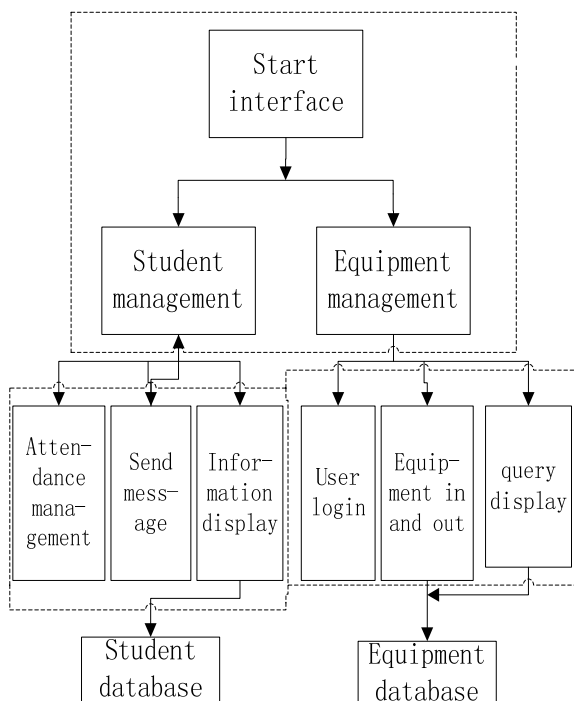 Start
interface
Student
management
Equipment
management
Atten-
dance
mana-
gement
Send
mess-
age
Infor-
mation
display
User
login
Equip-
ment in
and out
query
display
Student
database
Equipment
database